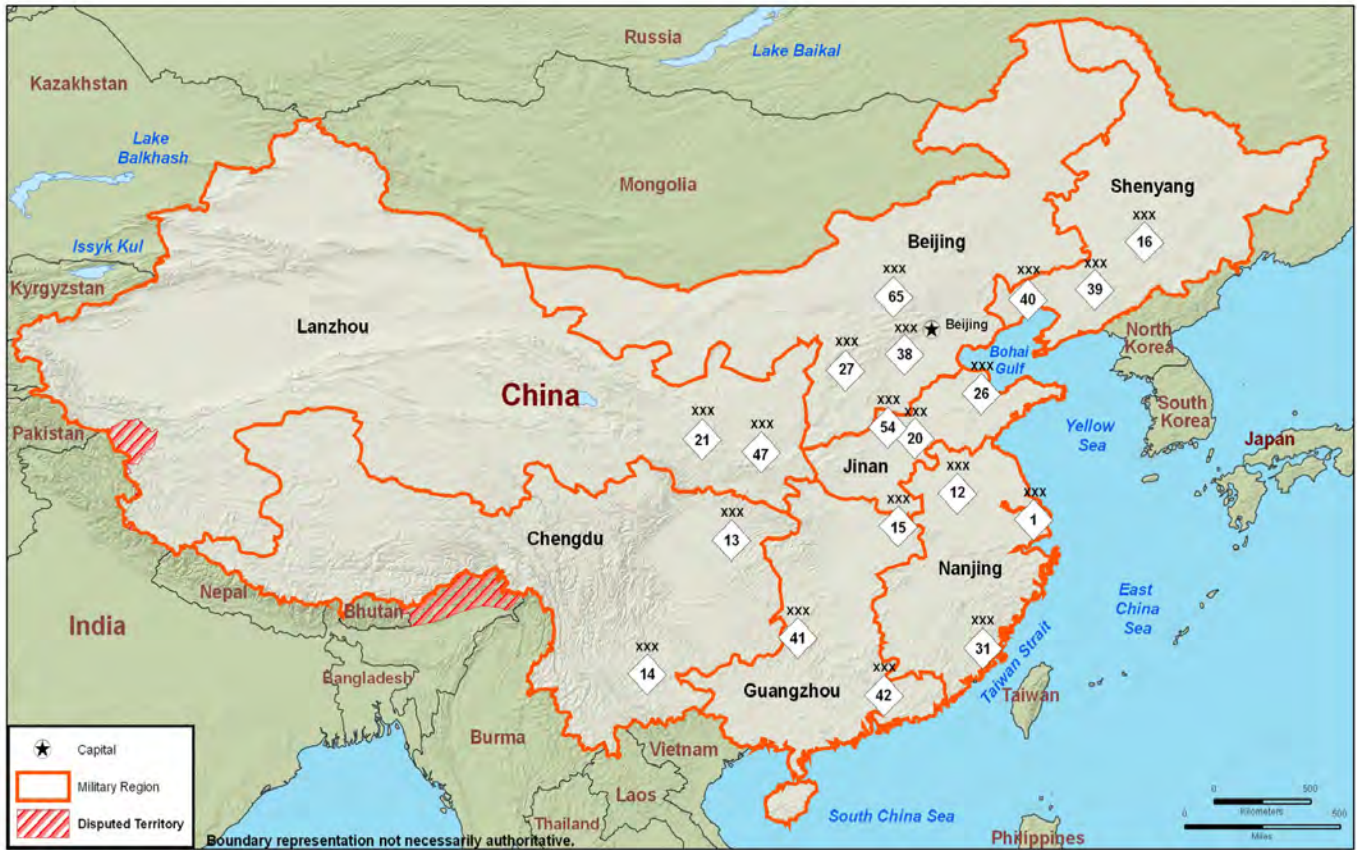 Russia
Lake Baikal
Kazakhstan
Lake
Balkhash
Mongolia
Shenyang
XXX
16
Issyk Kul
Beijing
XXX
65
XXX
40
XXX
39
Kyrgyzstan
Lanzhou
XXX
38
Beijing
North
Korea
XXX
27
Bohai
Gulf
XXX
26
China
South
Korea
Pakistan
XXX
21
XXX
47
XXX
54
XXX
20
Yellow
Sea
Japan
Jinan
XXX
12
XXX
15
XXX
1
Chengdu
XXX
13
Nanjing
Nepal
Bhutan
East
China
Sea
India
XXX
41
XXX
31
XXX
14
Bangladesh
Guangzhou
XXX
42
Taiwan Strait
Taiwan
Burma
Vietnam
Laos
Thailand
South China Sea
Philippines
Capital
Military Region
Disputed Territory
Boundary representation not necessarily authoritative.
0 500
Kilometers
0 500
Miles